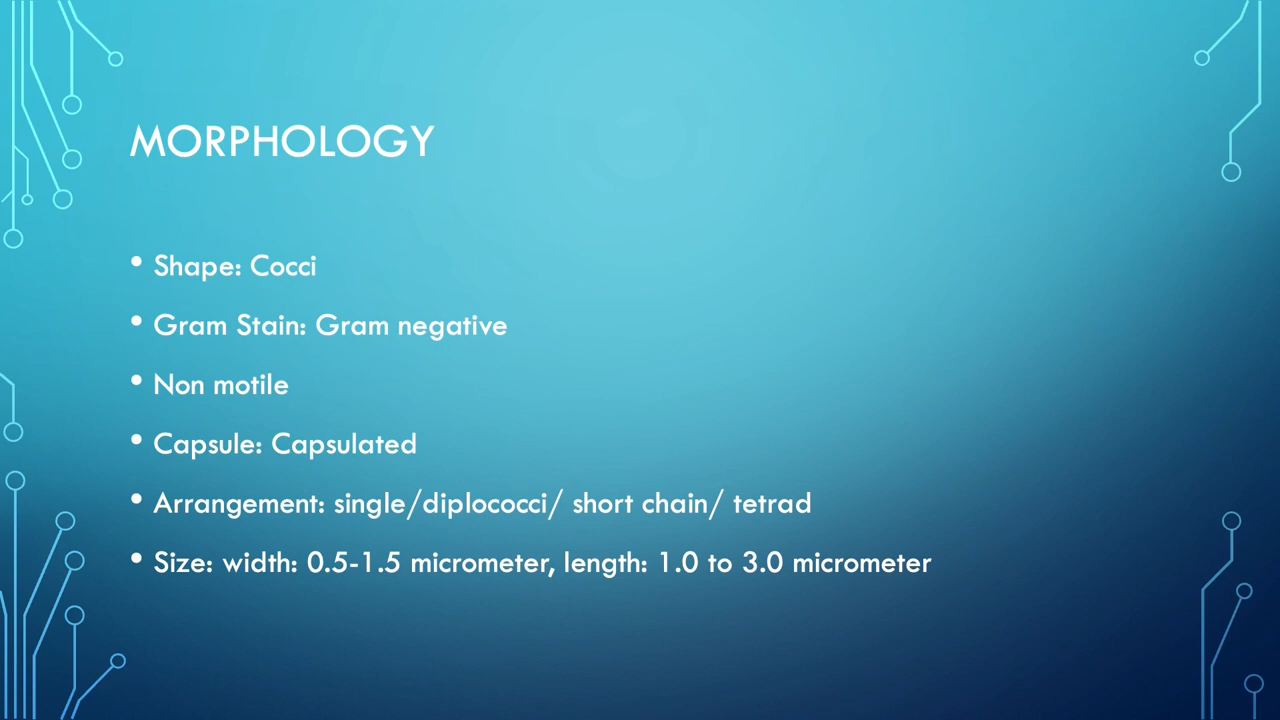 MORPHOLOGY
• Shape: Cocci
• Gram Stain: Gram negative
• Non motile
• Capsule: Capsulated
• Arrangement: single/diplococci/ short chain/ tetrad
• Size: width: 0.5-1.5 micrometer, length: 1.0 to 3.0 micrometer